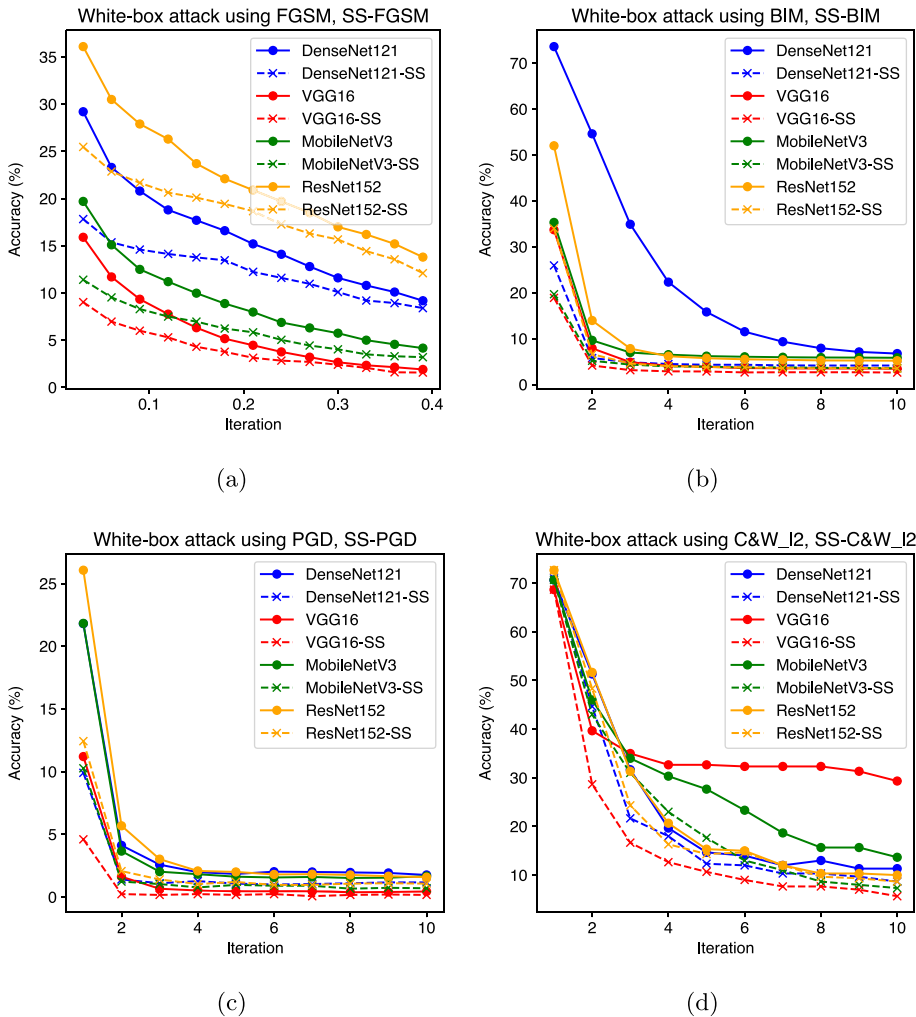 White-box attack using FGSM, SS-FGSM
35
30
25
20
15
10
5
0
Accuracy (%)
DenseNet121
DenseNet121-SS
VGG16
VGG16-SS
MobileNetV3
MobileNetV3-SS
ResNet152
ResNet152-SS
0.1 0.2 0.3 0.4
Iteration
(a)
White-box attack using BIM, SS-BIM
70
60
50
40
30
20
10
0
Accuracy (%)
DenseNet121
DenseNet121-SS
VGG16
VGG16-SS
MobileNetV3
MobileNetV3-SS
ResNet152
ResNet152-SS
2 4 6 8 10
Iteration
(b)
White-box attack using PGD, SS-PGD
25
20
15
10
5
0
Accuracy (%)
DenseNet121
DenseNet121-SS
VGG16
VGG16-SS
MobileNetV3
MobileNetV3-SS
ResNet152
ResNet152-SS
2 4 6 8 10
Iteration
(c)
White-box attack using C&W_l2, SS-C&W_l2
70
60
50
40
30
20
10
Accuracy (%)
DenseNet121
DenseNet121-SS
VGG16
VGG16-SS
MobileNetV3
MobileNetV3-SS
ResNet152
ResNet152-SS
2 4 6 8 10
Iteration
(d)